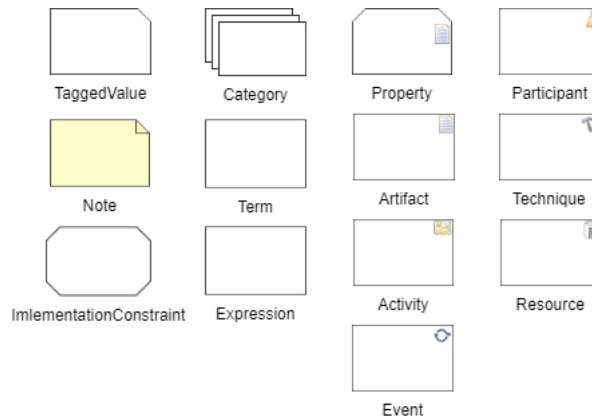 TaggedValue
Category
Property
Participant
Note
Term
Artifact
Technique
ImlementationConstraint
Expression
Activity
Resource
Event